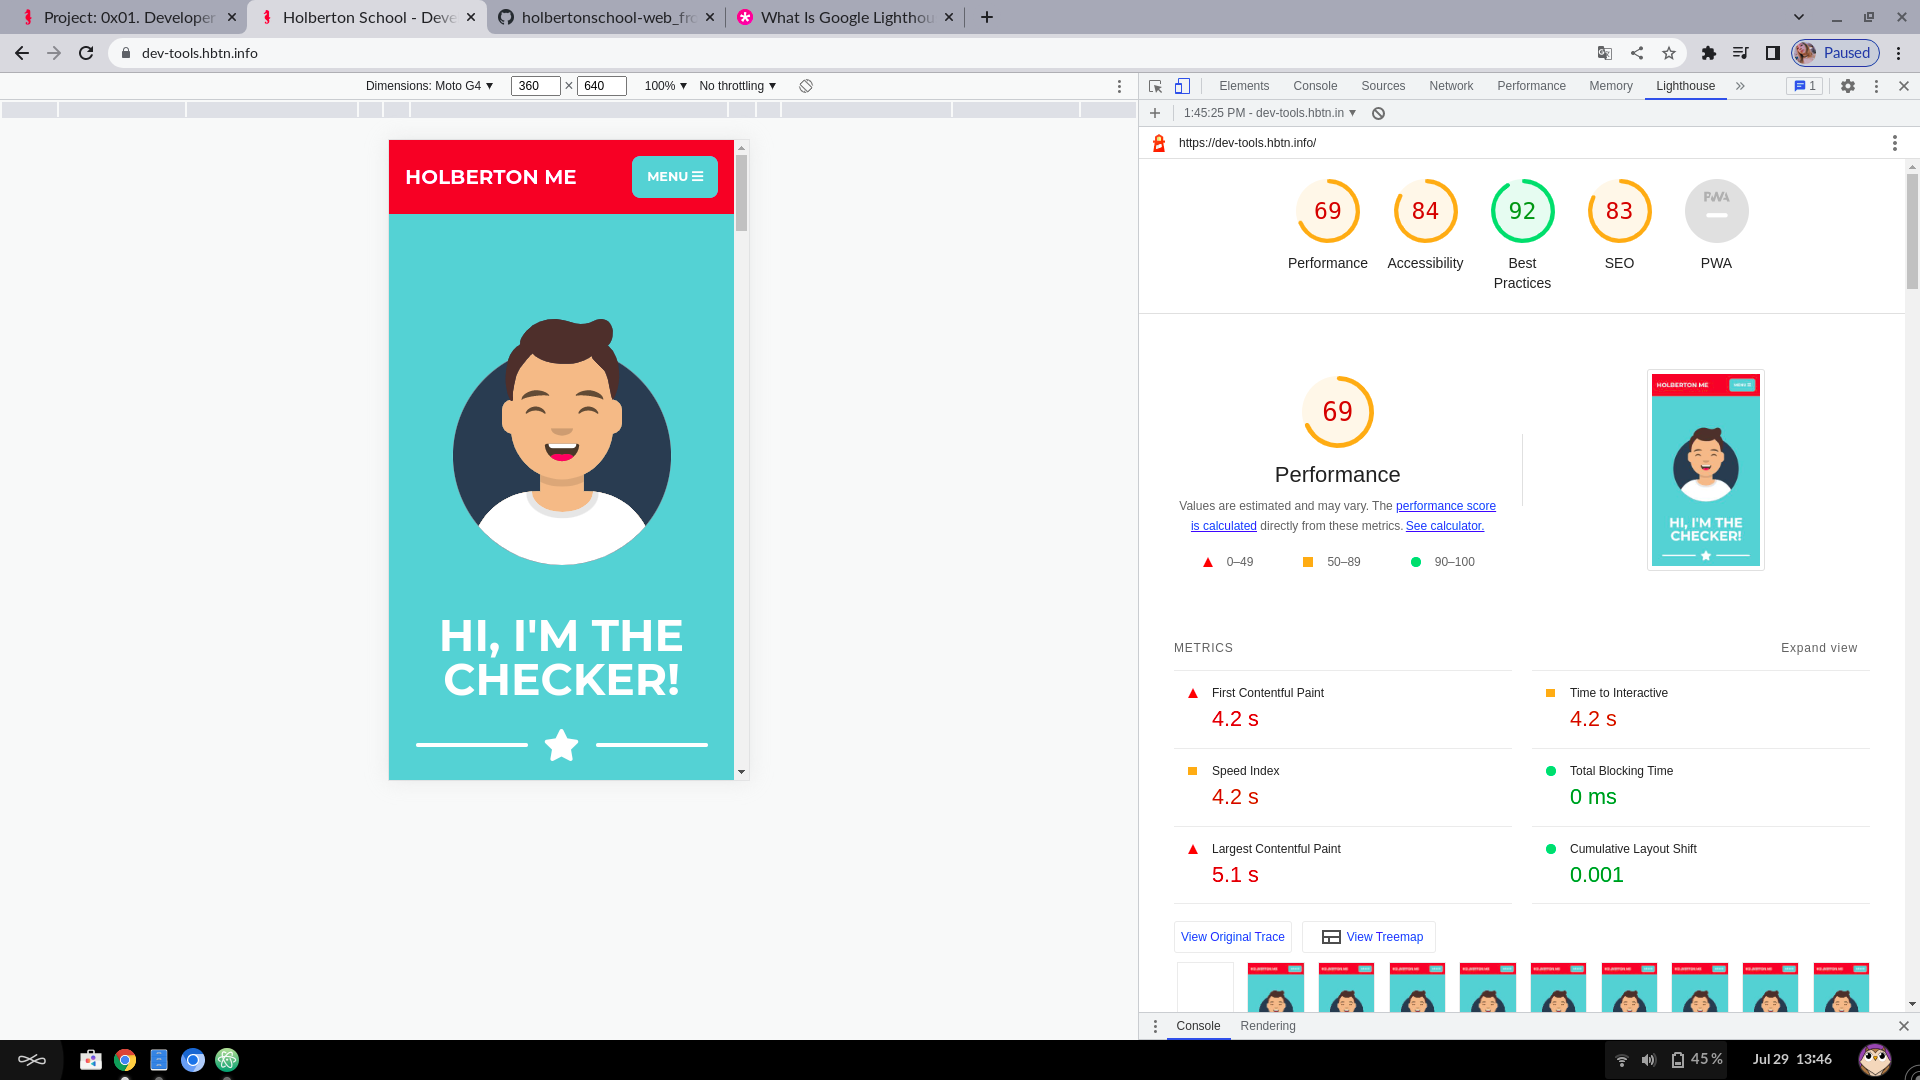 Project: 0x01. Developer
Holberton School - Deve
holbertonschool-web_fro
What Is Google Lighthou
dev-tools.hbtn.info
Paused
Dimensions: Moto G4 ▼ 360 × 640 100% ▼ No throttling ▼
Elements Console Sources Network Performance Memory Lighthouse » 1
1:45:25 PM - dev-tools.hbtn.in ▼
https://dev-tools.hbtn.info/
HOLBERTON ME
MENU
HI, I'M THE
CHECKER!
69 84 92 83 PWA
Performance Accessibility Best Practices SEO PWA
69
Performance
Values are estimated and may vary. The performance score
is calculated directly from these metrics. See calculator.
0–49 50–89 90–100
HOLBERTON ME MENU
HI, I'M THE
CHECKER!
METRICS Expand view
First Contentful Paint
4.2 s
Time to Interactive
4.2 s
Speed Index
4.2 s
Total Blocking Time
0 ms
Largest Contentful Paint
5.1 s
Cumulative Layout Shift
0.001
View Original Trace View Treemap
Console Rendering
45 % Jul 29 13:46